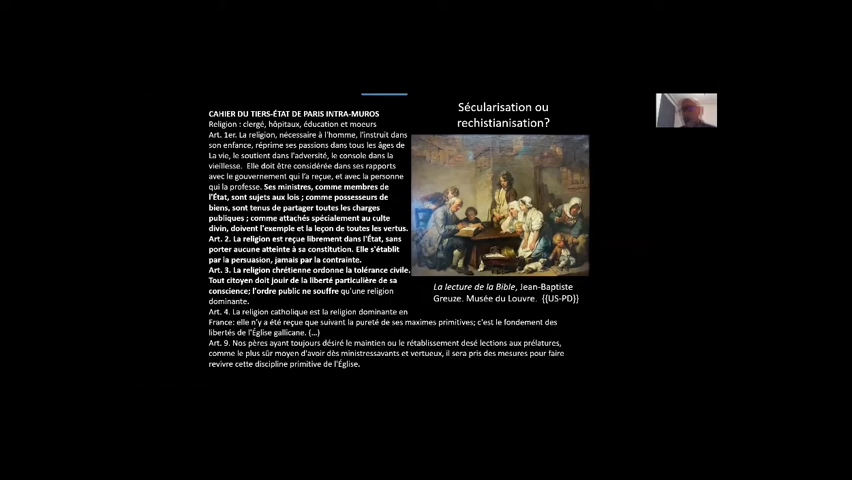 CAHIER DU TIERS-ÉTAT DE PARIS INTRA-MUROS
Religion : clergé, hôpitaux, éducation et moeurs
Art. 1er. La religion, nécessaire à l'homme, l'instruit dans
son enfance, réprime ses passions dans tous les âges de
La vie, le soutient dans l'adversité, le console dans la
vieillesse. Elle doit être considérée dans ses rapports
avec le gouvernement qui l'a reçue, et avec la personne
qui la professe. Ses ministres, comme membres de
l'État, sont sujets aux lois ; comme possesseurs de
biens, sont tenus de partager toutes les charges
publiques ; comme attachés spécialement au culte
divin, doivent l'exemple et la leçon de toutes les vertus.
Art. 2. La religion est reçue librement dans l'État, sans
porter aucune atteinte à sa constitution. Elle s'établit
par la persuasion, jamais par la contrainte.
Art. 3. La religion chrétienne ordonne la tolérance civile.
Tout citoyen doit jouir de la liberté particulière de sa
conscience; l'ordre public ne souffre qu'une religion
dominante.
Art. 4. La religion catholique est la religion dominante en
France: elle n'y a été reçue que suivant la pureté de ses maximes primitives; c'est le fondement des
libertés de l'Église gallicane. (...)
Art. 9. Nos pères ayant toujours désiré le maintien ou le rétablissement desé lections aux prélatures,
comme le plus sûr moyen d'avoir dès ministressavants et vertueux, il sera pris des mesures pour faire
revivre cette discipline primitive de l'Église.
Sécularisation ou
rechistianisation?
La lecture de la Bible, Jean-Baptiste
Greuze. Musée du Louvre. {{US-PD}}